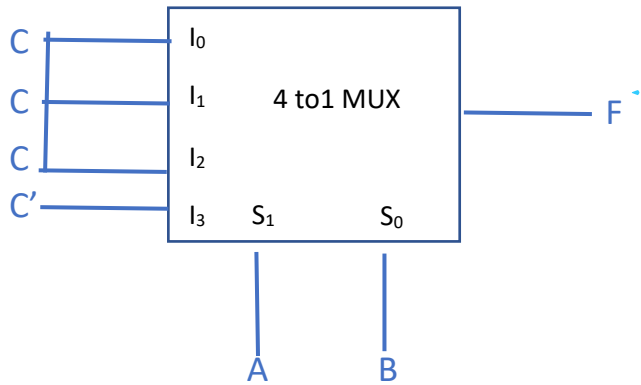 C I₀
C I₁ 4 to1 MUX F
C I₂
C’ I₃ S₁ S₀
A B